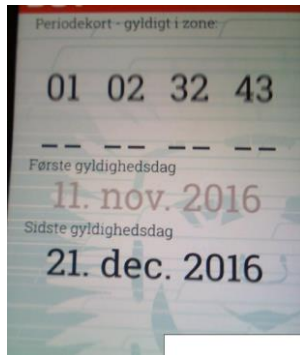 Periodekort - gyldigt i zone:
01 02 32 43
-- -- -- --
Første gyldighedsdag
11. nov. 2016
Sidste gyldighedsdag
21. dec. 2016